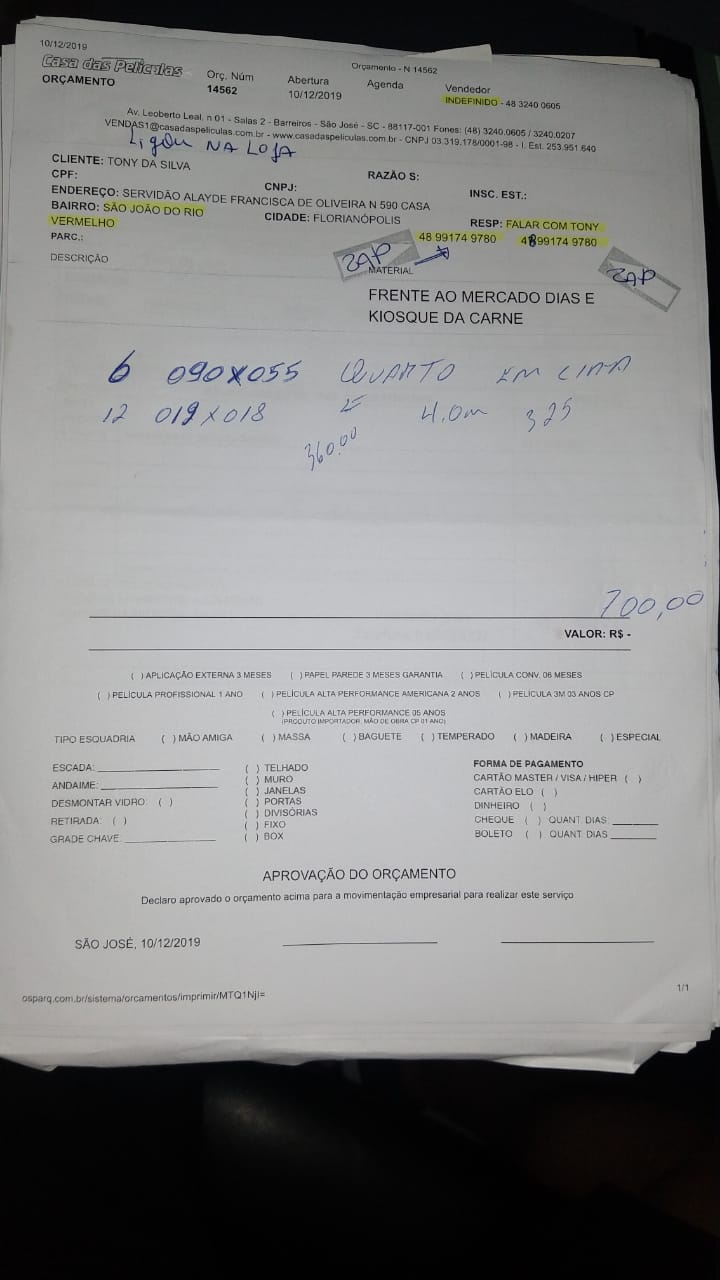 10/12/2019
Orçamento - N 14562
Casa das Películas
ORÇAMENTO
Orç. Núm
14562
Abertura
10/12/2019
Agenda
Vendedor
INDEFINIDO - 48 3240 0605
Av. Leoberto Leal, n 01 - Salas 2 - Barreiros - São José - SC - 88117-001 Fones: (48) 3240.0605 / 3240.0207
VENDAS1@casadaspeliculas.com.br - www.casadaspeliculas.com.br - CNPJ 03.319.178/0001-98 - I. Est. 253.951.640
Ligou NA LOJA
CLIENTE: TONY DA SILVA
RAZÃO S:
CPF:
CNPJ:
INSC. EST.:
ENDEREÇO: SERVIDÃO ALAYDE FRANCISCA DE OLIVEIRA N 590 CASA
BAIRRO: SÃO JOÃO DO RIO
VERMELHO
CIDADE: FLORIANÓPOLIS
RESP: FALAR COM TONY
PARC.:
48 99174 9780
48 99174 9780
ZAP
ZAP
DESCRIÇÃO
MATERIAL
FRENTE AO MERCADO DIAS E
KIOSQUE DA CARNE
6 090X055 QUARTO EM CIMA
12 019X018 4.0m 325
360,00
700,00
VALOR: R$ -
( ) APLICAÇÃO EXTERNA 3 MESES ( ) PAPEL PAREDE 3 MESES GARANTIA ( ) PELÍCULA CONV. 06 MESES
( ) PELÍCULA PROFISSIONAL 1 ANO ( ) PELÍCULA ALTA PERFORMANCE AMERICANA 2 ANOS ( ) PELÍCULA 3M 03 ANOS CP
( ) PELÍCULA ALTA PERFORMANCE 05 ANOS
(PRODUTO IMPORTADOR, MÃO DE OBRA CP 01 ANO)
TIPO ESQUADRIA ( ) MÃO AMIGA ( ) MASSA ( ) BAGUETE ( ) TEMPERADO ( ) MADEIRA ( ) ESPECIAL
ESCADA:
ANDAIME:
DESMONTAR VIDRO: ( )
RETIRADA: ( )
GRADE CHAVE:
( ) TELHADO
( ) MURO
( ) JANELAS
( ) PORTAS
( ) DIVISÓRIAS
( ) FIXO
( ) BOX
FORMA DE PAGAMENTO
CARTÃO MASTER / VISA / HIPER ( )
CARTÃO ELO ( )
DINHEIRO ( )
CHEQUE ( ) QUANT. DIAS:
BOLETO ( ) QUANT. DIAS
APROVAÇÃO DO ORÇAMENTO
Declaro aprovado o orçamento acima para a movimentação empresarial para realizar este serviço
SÃO JOSÉ, 10/12/2019
osparq.com.br/sistema/orcamentos/imprimir/MTQ1NjI=
1/1